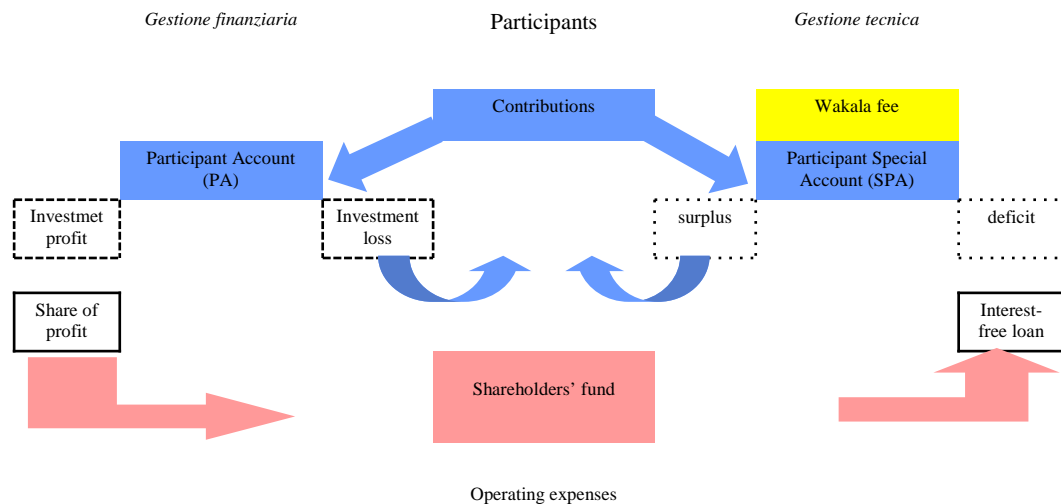 Gestione finanziaria
Participants
Gestione tecnica
Contributions
Wakala fee
Participant Account
(PA)
Participant Special
Account (SPA)
Investmet
profit
Investment
loss
surplus
deficit
Share of
profit
Interest-
free loan
Shareholders’ fund
Operating expenses